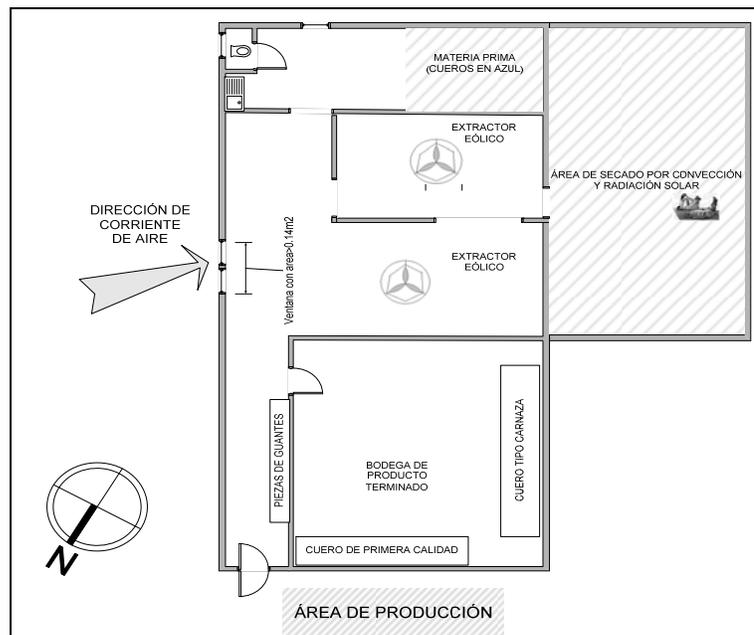 MATERIA PRIMA
(CUEROS EN AZUL)
EXTRACTOR
EÓLICO
ÁREA DE SECADO POR CONVECCIÓN
Y RADIACIÓN SOLAR
DIRECCIÓN DE
CORRIENTE
DE AIRE
Ventana con area>0.14m2
EXTRACTOR
EÓLICO
PIEZAS DE GUANTES
BODEGA DE
PRODUCTO
TERMINADO
CUERO TIPO CARNAZA
CUERO DE PRIMERA CALIDAD
N
ÁREA DE PRODUCCIÓN